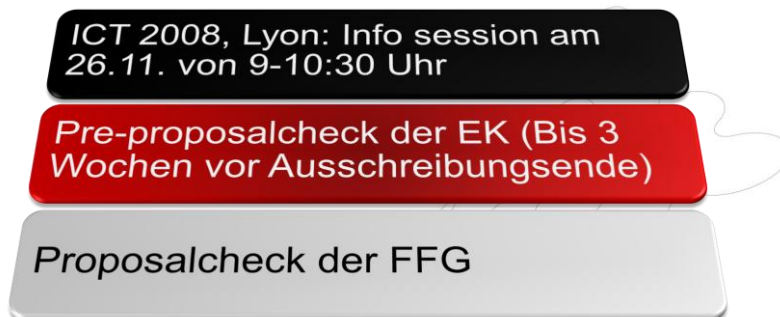 ICT 2008, Lyon: Info session am
26.11. von 9-10:30 Uhr
Pre-proposalcheck der EK (Bis 3
Wochen vor Ausschreibungsende)
Proposalcheck der FFG